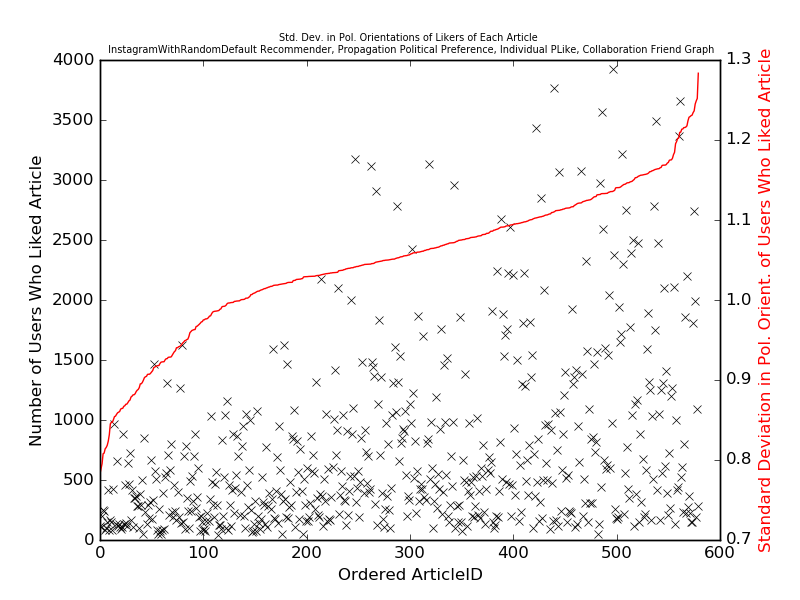 Std. Dev. in Pol. Orientations of Likers of Each Article
InstagramWithRandomDefault Recommender, Propagation Political Preference, Individual PLike, Collaboration Friend Graph
Number of Users Who Liked Article
4000
3500
3000
2500
2000
1500
1000
500
0
0 100 200 300 400 500 600
Ordered ArticleID
1.3
1.2
1.1
1.0
0.9
0.8
0.7
Standard Deviation in Pol. Orient. of Users Who Liked Article